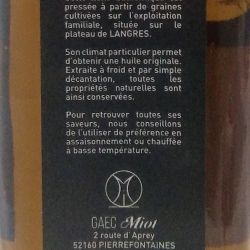 pressée à partir de graines
cultivées sur l'exploitation
familiale, située sur le
plateau de LANGRES.
Son climat particulier permet
d'obtenir une huile originale.
Extraite à froid et par simple
décantation, toutes les
propriétés naturelles sont
ainsi conservées.
Pour retrouver toutes ses
saveurs, nous conseillons
de l'utiliser de préférence en
assaisonnement ou chauffée
à basse température.
GAEC Miot
2 route d'Aprey
52160 PIERREFONTAINES